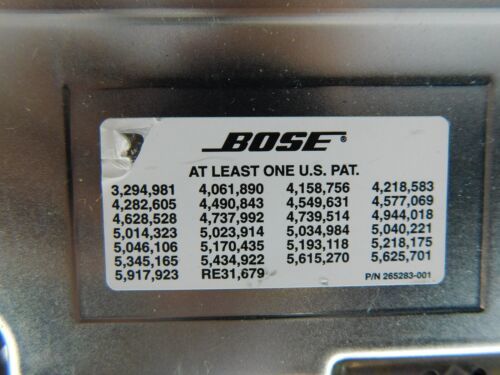 BOSE®
AT LEAST ONE U.S. PAT.
3,294,981 4,061,890 4,158,756 4,218,583
4,282,605 4,490,843 4,549,631 4,577,069
4,628,528 4,737,992 4,739,514 4,944,018
5,014,323 5,023,914 5,034,984 5,040,221
5,046,106 5,170,435 5,193,118 5,218,175
5,345,165 5,434,922 5,615,270 5,625,701
5,917,923 RE31,679 P/N 265283-001